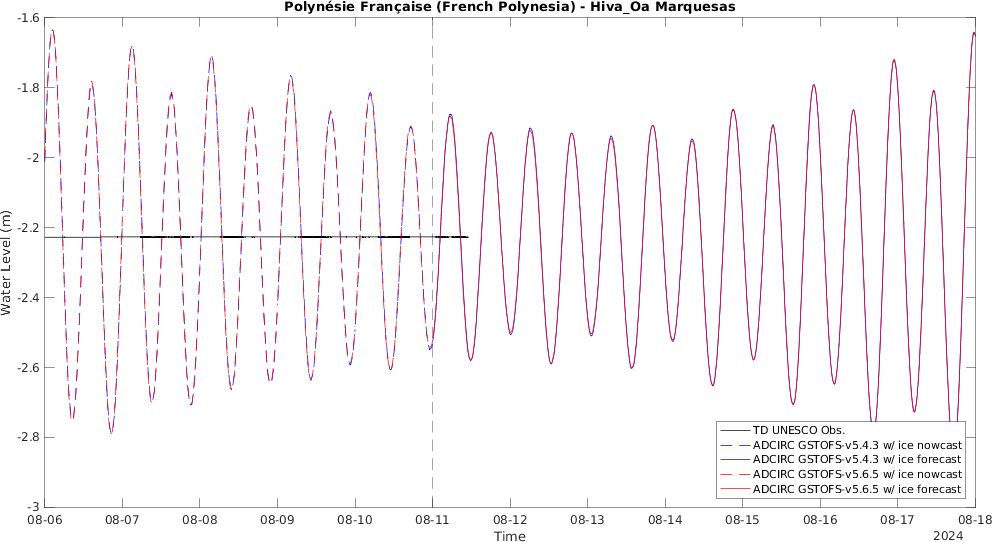 Polynésie Française (French Polynesia) - Hiva_Oa Marquesas
-1.6
-1.8
-2
-2.2
-2.4
-2.6
-2.8
-3
Water Level (m)
TD UNESCO Obs.
ADCIRC GSTOFS-v5.4.3 w/ ice nowcast
ADCIRC GSTOFS-v5.4.3 w/ ice forecast
ADCIRC GSTOFS-v5.6.5 w/ ice nowcast
ADCIRC GSTOFS-v5.6.5 w/ ice forecast
08-06 08-07 08-08 08-09 08-10 08-11 08-12 08-13 08-14 08-15 08-16 08-17 08-18
Time
2024